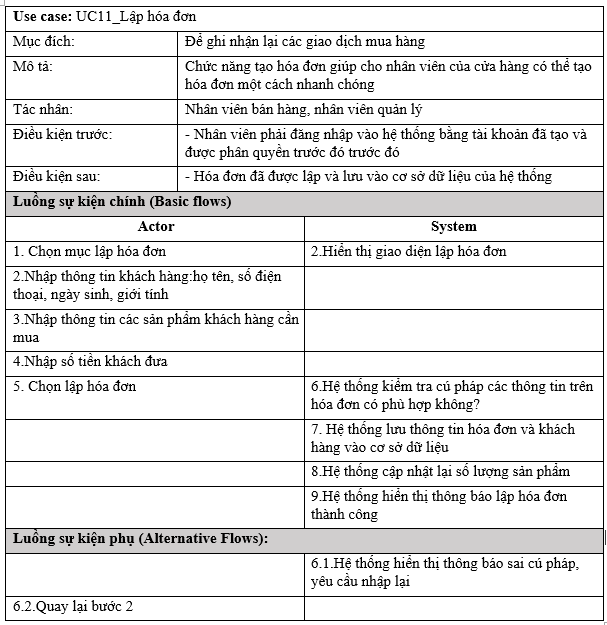 Use case: UC11_Lập hóa đơn
Mục đích: Để ghi nhận lại các giao dịch mua hàng
Mô tả: Chức năng tạo hóa đơn giúp cho nhân viên của cửa hàng có thể tạo
hóa đơn một cách nhanh chóng
Tác nhân: Nhân viên bán hàng, nhân viên quản lý
Điều kiện trước: - Nhân viên phải đăng nhập vào hệ thống bằng tài khoản đã tạo và
được phân quyền trước đó trước đó
Điều kiện sau: - Hóa đơn đã được lập và lưu vào cơ sở dữ liệu của hệ thống
Luồng sự kiện chính (Basic flows)
Actor System
1. Chọn mục lập hóa đơn 2.Hiển thị giao diện lập hóa đơn
2.Nhập thông tin khách hàng:họ tên, số điện
thoại, ngày sinh, giới tính
3.Nhập thông tin các sản phẩm khách hàng cần
mua
4.Nhập số tiền khách đưa
5. Chọn lập hóa đơn 6.Hệ thống kiểm tra cú pháp các thông tin trên
hóa đơn có phù hợp không?
7. Hệ thống lưu thông tin hóa đơn và khách
hàng vào cơ sở dữ liệu
8.Hệ thống cập nhật lại số lượng sản phẩm
9.Hệ thống hiển thị thông báo lập hóa đơn
thành công
Luồng sự kiện phụ (Alternative Flows):
6.1.Hệ thống hiển thị thông báo sai cú pháp,
yêu cầu nhập lại
6.2.Quay lại bước 2